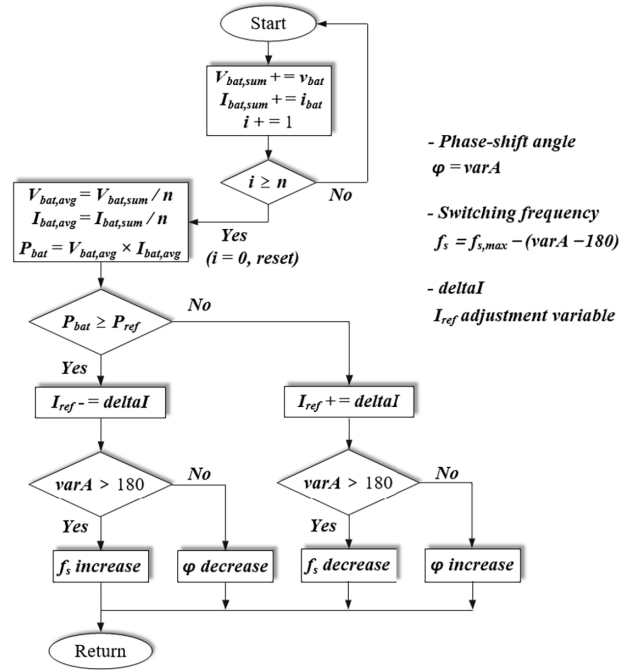 Start
V_bat,sum += v_bat
I_bat,sum += i_bat
i += 1
i ≥ n
No
Yes
(i = 0, reset)
V_bat,avg = V_bat,sum / n
I_bat,avg = I_bat,sum / n
P_bat = V_bat,avg × I_bat,avg
- Phase-shift angle
φ = varA
- Switching frequency
f_s = f_s,max – (varA – 180)
- deltaI
I_ref adjustment variable
P_bat ≥ P_ref
No
Yes
I_ref - = deltaI
I_ref + = deltaI
varA > 180
No
Yes
varA > 180
No
Yes
f_s increase
φ decrease
f_s decrease
φ increase
Return